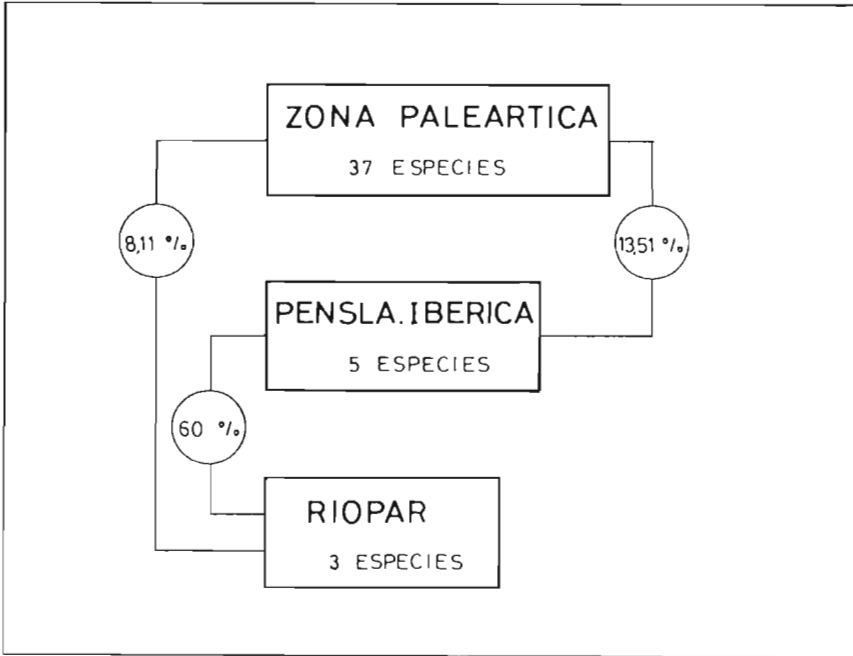 ZONA PALEARTICA
37 ESPECIES
8,11 %
13,51 %
PENSLA. IBERICA
5 ESPECIES
60 %
RIOPAR
3 ESPECIES